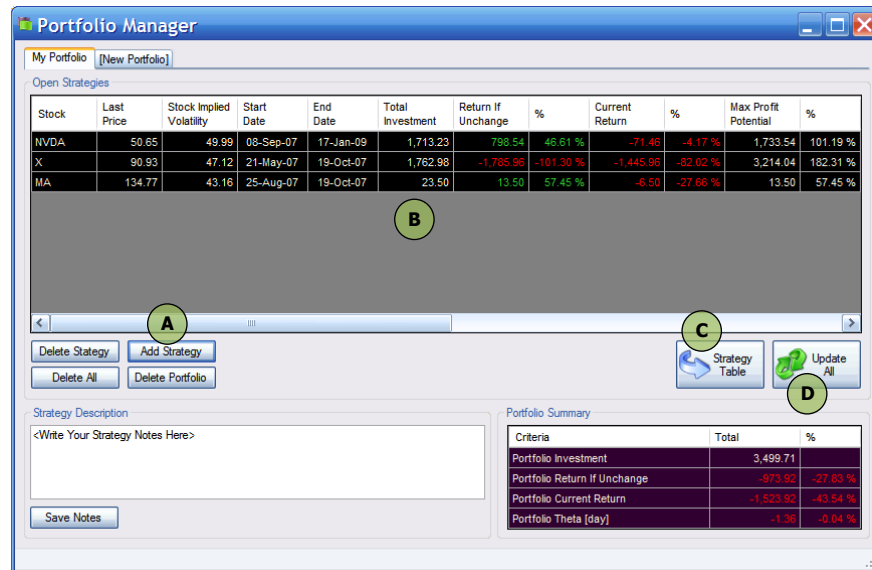 Portfolio Manager
My Portfolio [New Portfolio]
Open Strategies
Stock Last Price Stock Implied Volatility Start Date End Date Total Investment Return If Unchange % Current Return % Max Profit Potential %
NVDA 50.65 49.99 08-Sep-07 17-Jan-09 1,713.23 798.54 46.61 % -71.46 -4.17 % 1,733.54 101.19 %
X 90.93 47.12 21-May-07 19-Oct-07 1,762.98 -1,785.96 -101.30 % -1,445.96 -82.02 % 3,214.04 182.31 %
MA 134.77 43.16 25-Aug-07 19-Oct-07 23.50 13.50 57.45 % -6.50 -27.66 % 13.50 57.45 %
B
A
C
Delete Stategy Add Strategy Strategy Table Update All
Delete All Delete Portfolio
D
Strategy Description Portfolio Summary
<Write Your Strategy Notes Here>
Criteria Total %
Portfolio Investment 3,499.71
Portfolio Return If Unchange -973.92 -27.83 %
Portfolio Current Return -1,523.92 -43.54 %
Portfolio Theta [day] -1.36 -0.04 %
Save Notes